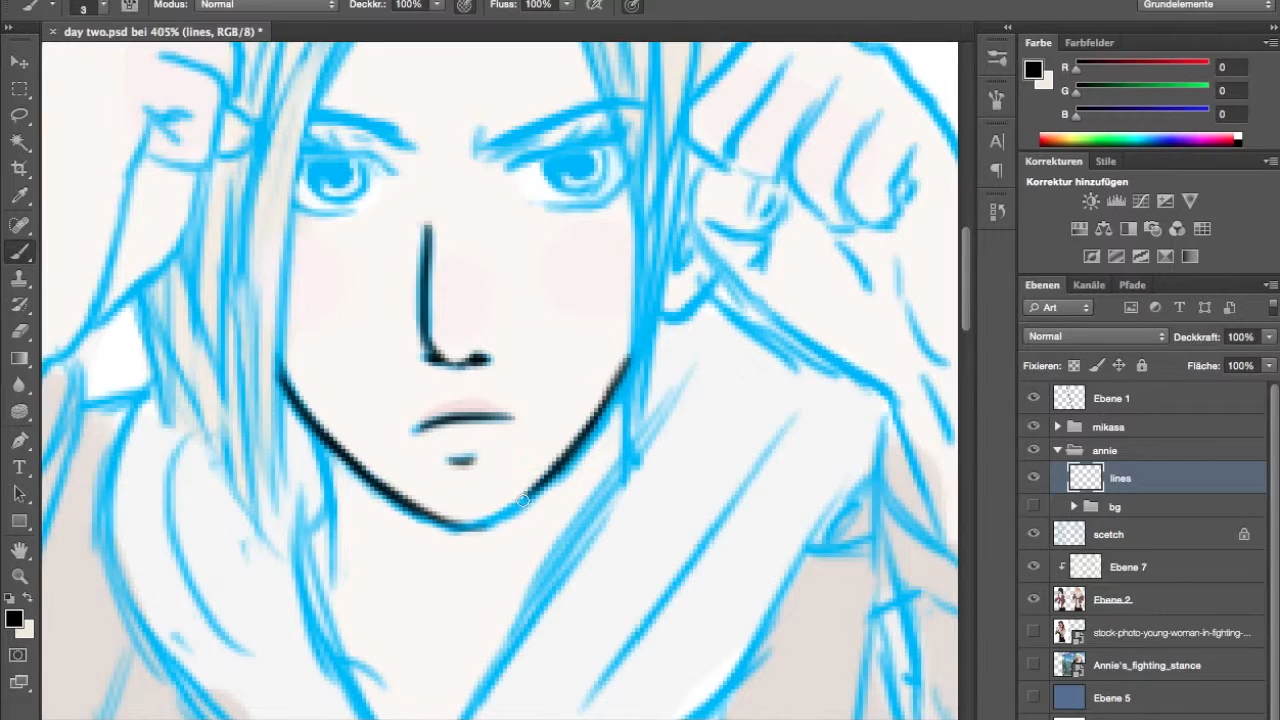 3 Modus: Normal Deckkr.: 100% Fluss: 100% Grundelemente
× day two.psd bei 405% (lines, RGB/8) *
Farbe Farbfelder
R 0
G 0
B 0
Korrekturen Stile
Korrektur hinzufügen
Ebenen Kanäle Pfade
Art
Normal Deckkraft: 100%
Fixieren: Fläche: 100%
Ebene 1
mikasa
annie
lines
bg
scetch
Ebene 7
Ebene 2
stock-photo-young-woman-in-fighting-...
Annie's_fighting_stance
Ebene 5